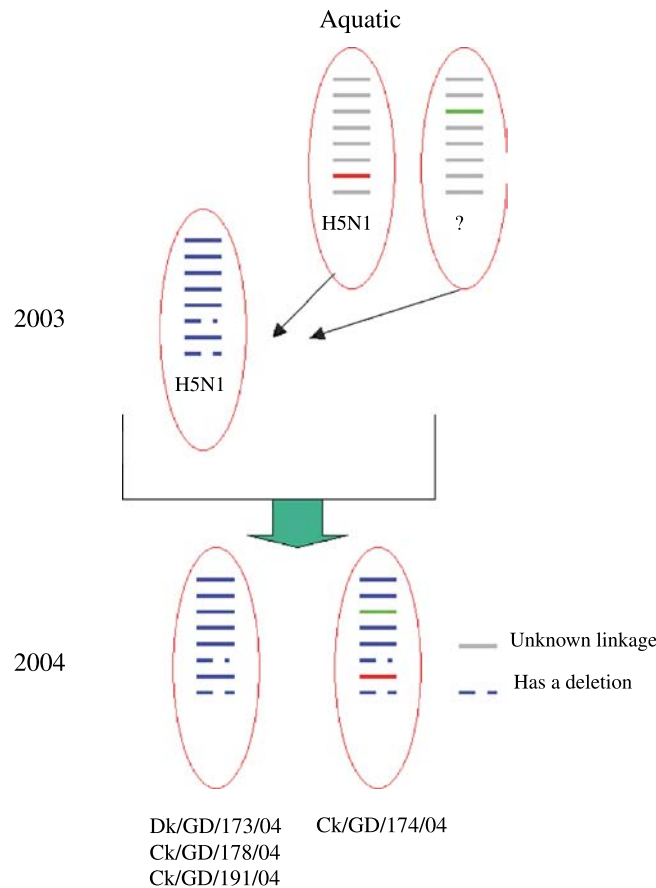 Aquatic
H5N1
?
2003
H5N1
2004
Unknown linkage
Has a deletion
Dk/GD/173/04
Ck/GD/178/04
Ck/GD/191/04
Ck/GD/174/04